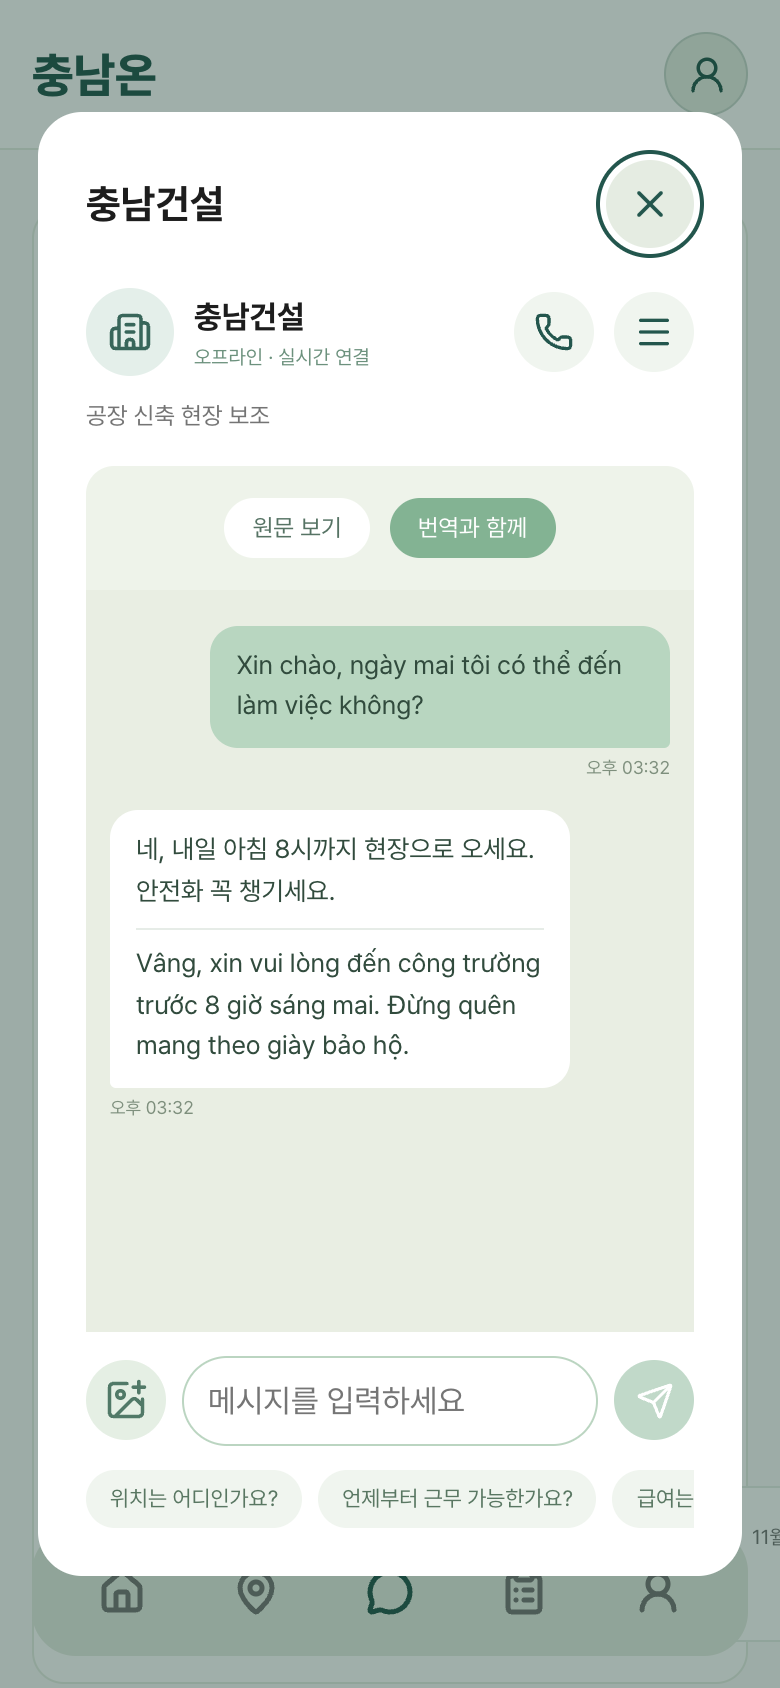 충남온
충남건설
충남건설
오프라인 · 실시간 연결
공장 신축 현장 보조
원문 보기
번역과 함께
Xin chào, ngày mai tôi có thể đến
làm việc không?
오후 03:32
네, 내일 아침 8시까지 현장으로 오세요.
안전화 꼭 챙기세요.
Vâng, xin vui lòng đến công trường
trước 8 giờ sáng mai. Đừng quên
mang theo giày bảo hộ.
오후 03:32
메시지를 입력하세요
위치는 어디인가요?
언제부터 근무 가능한가요?
급여는
11월